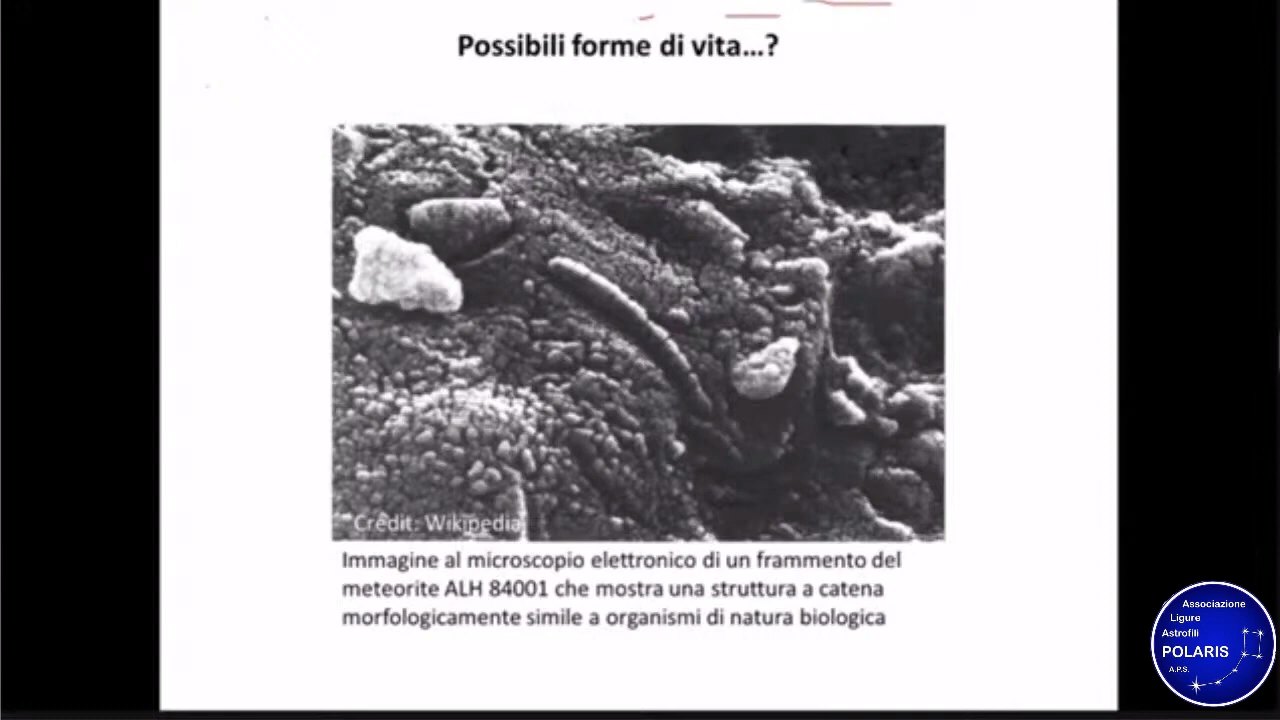 Possibili forme di vita...?
Credit: Wikipedia
Immagine al microscopio elettronico di un frammento del
meteorite ALH 84001 che mostra una struttura a catena
morfologicamente simile a organismi di natura biologica
Associazione
Ligure
Astrofili
POLARIS
A.P.S.